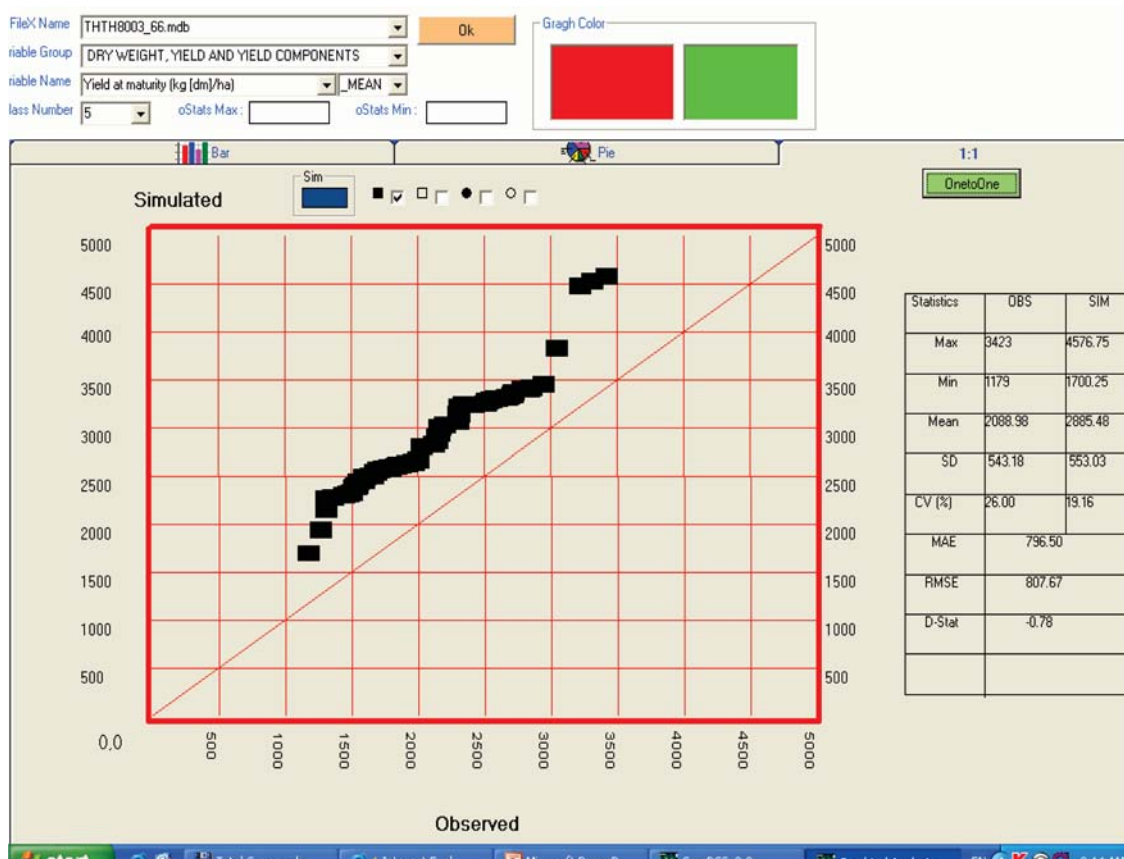 FileX Name THTH8003_66.mdb Ok Gragh Color
riable Group DRY WEIGHT, YIELD AND YIELD COMPONENTS
riable Name Yield at maturity (kg [dm]/ha) _MEAN
lass Number 5 oStats Max : oStats Min :
Bar Pie 1:1
OnetoOne
Sim
Simulated
5000 5000
4500 4500
4000 4000
3500 3500
3000 3000
2500 2500
2000 2000
1500 1500
1000 1000
500 500
0,0 500 1000 1500 2000 2500 3000 3500 4000 4500 5000
Observed
Statistics OBS SIM
Max 3423 4576.75
Min 1179 1700.25
Mean 2088.98 2885.48
SD 543.18 553.03
CV (%) 26.00 19.16
MAE 796.50
RMSE 807.67
D-Stat -0.78
start